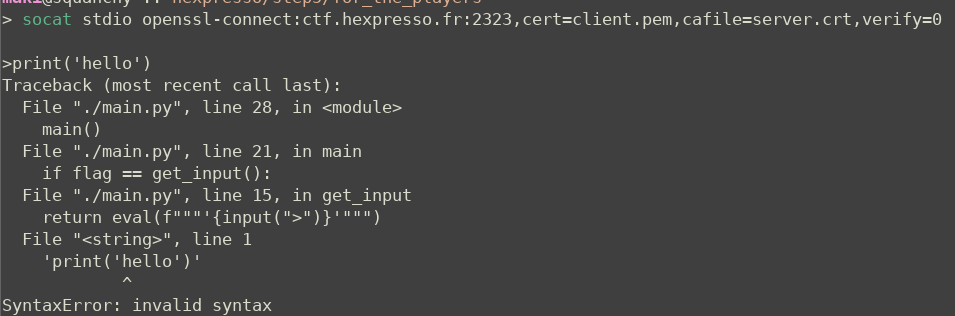 > socat stdio openssl-connect:ctf.hexpresso.fr:2323,cert=client.pem,cafile=server.crt,verify=0
>print('hello')
Traceback (most recent call last):
  File "./main.py", line 28, in <module>
    main()
  File "./main.py", line 21, in main
    if flag == get_input():
  File "./main.py", line 15, in get_input
    return eval(f"""'{input(">")}'""")
  File "<string>", line 1
    'print('hello')'
            ^
SyntaxError: invalid syntax